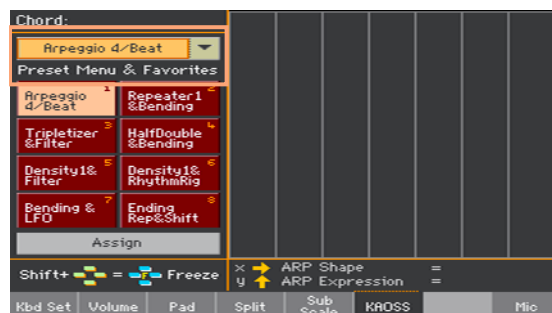 Chord:
Arpeggio 4/Beat
Preset Menu & Favorites
Arpeggio 4/Beat 1
Repeater1 &Bending 2
Tripletizer &Filter 3
HalfDouble &Bending 4
Density1& Filter 5
Density1& RhythmRig 6
Bending & LFO 7
Ending Rep&Shift 8
Assign
Shift+ = F Freeze
x ARP Shape =
y ARP Expression =
Kbd Set Volume Pad Split Sub Scale KAOSS Mic